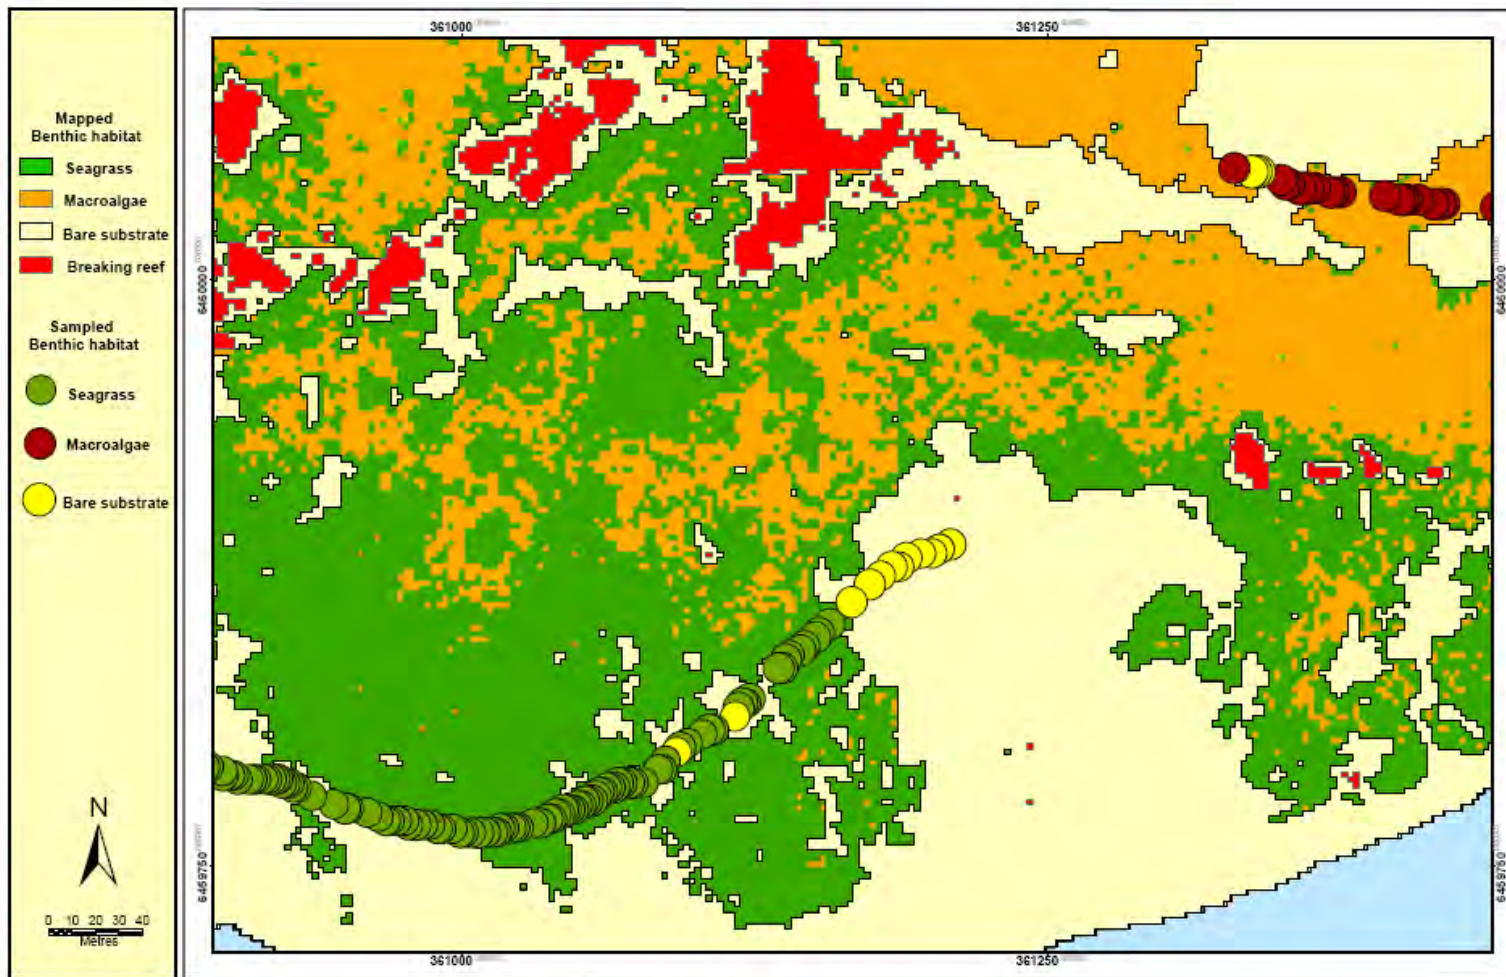 Mapped
Benthic habitat
Seagrass
Macroalgae
Bare substrate
Breaking reef
Sampled
Benthic habitat
Seagrass
Macroalgae
Bare substrate
N
0 10 20 30 40
Metres
361000
361250
6460000
6460000
6459750
6459750
361000
361250